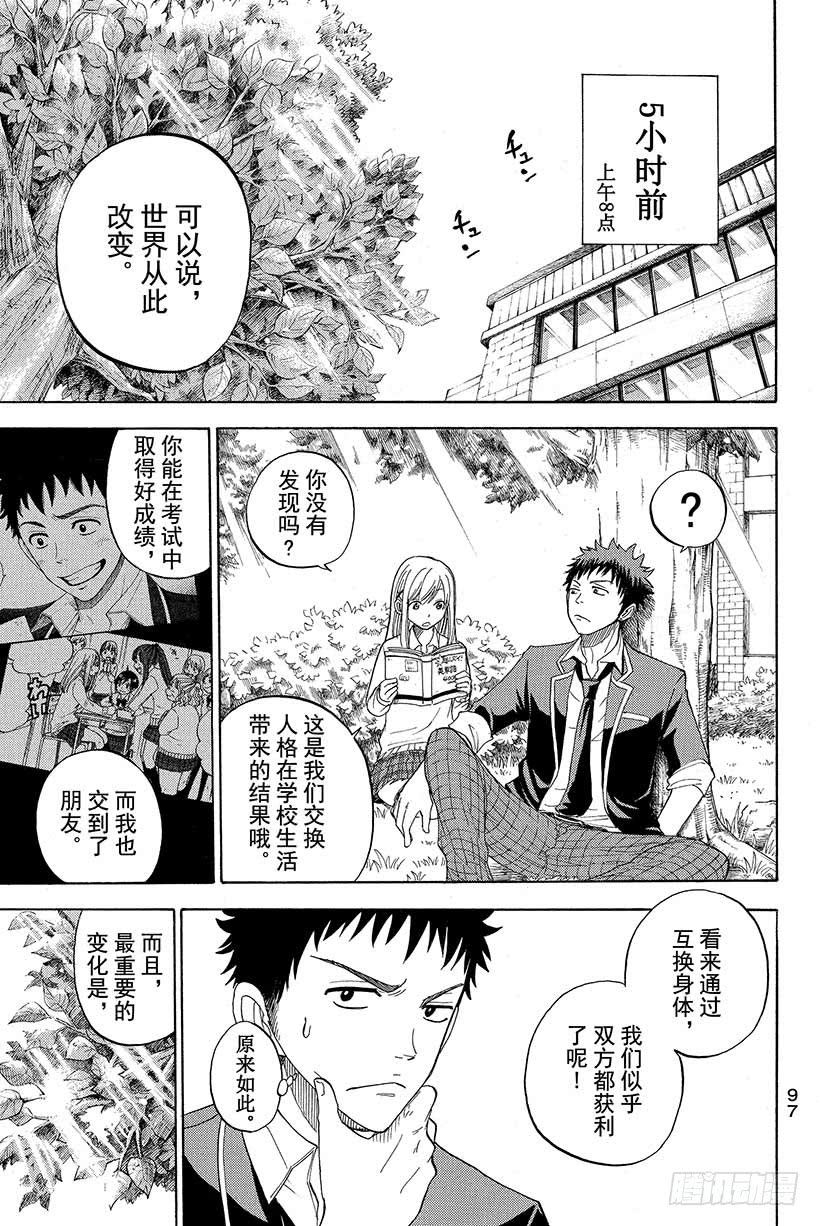 5小时前
上午8点
チュ
チュ
可以说，
世界从此
改变。
?
你没有
发现吗？
这是我们交换
人格在学校生活
带来的结果哦。
你能在考试中
取得好成绩，
而我也
交到了
朋友。
看来通过
互换身体，
我们似乎
双方都获利
了呢！
原来如此。
而且，
最重要的
变化是，
97
腾讯动漫